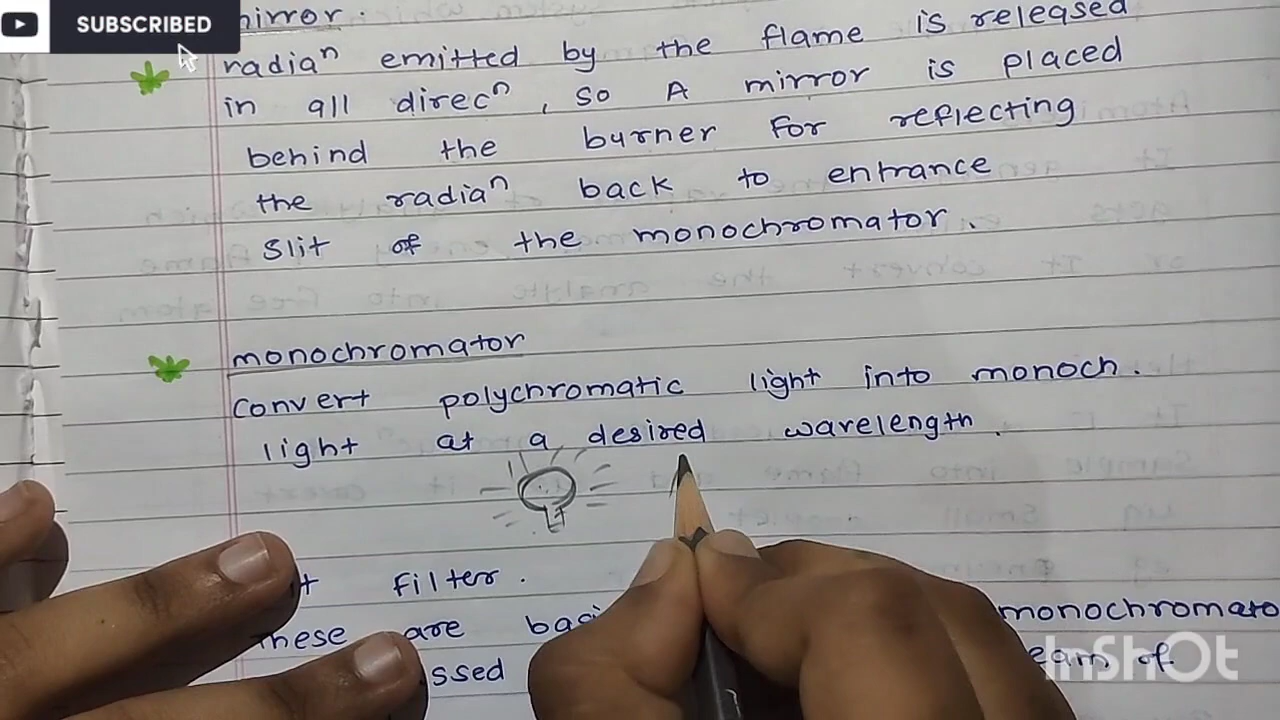 SUBSCRIBED
mirror.
radiaⁿ emitted by the flame is released
in all direcⁿ, so A mirror is placed
behind the burner for reflecting
the radiaⁿ back to entrance
slit of the monochromator.
monochromator
convert polychromatic light into monoch.
light at a desired wavelength.
filter.
These are monochromato
of
InShOt